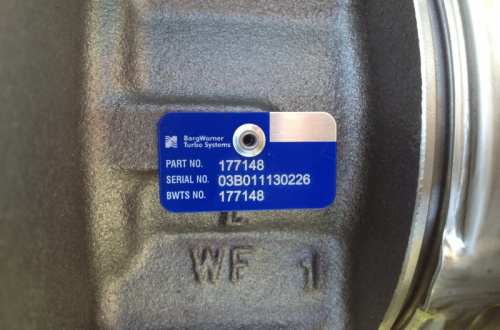 BorgWarner
Turbo Systems
PART NO. 177148
SERIAL NO. 03B011130226
BWTS NO. 177148
WF 1